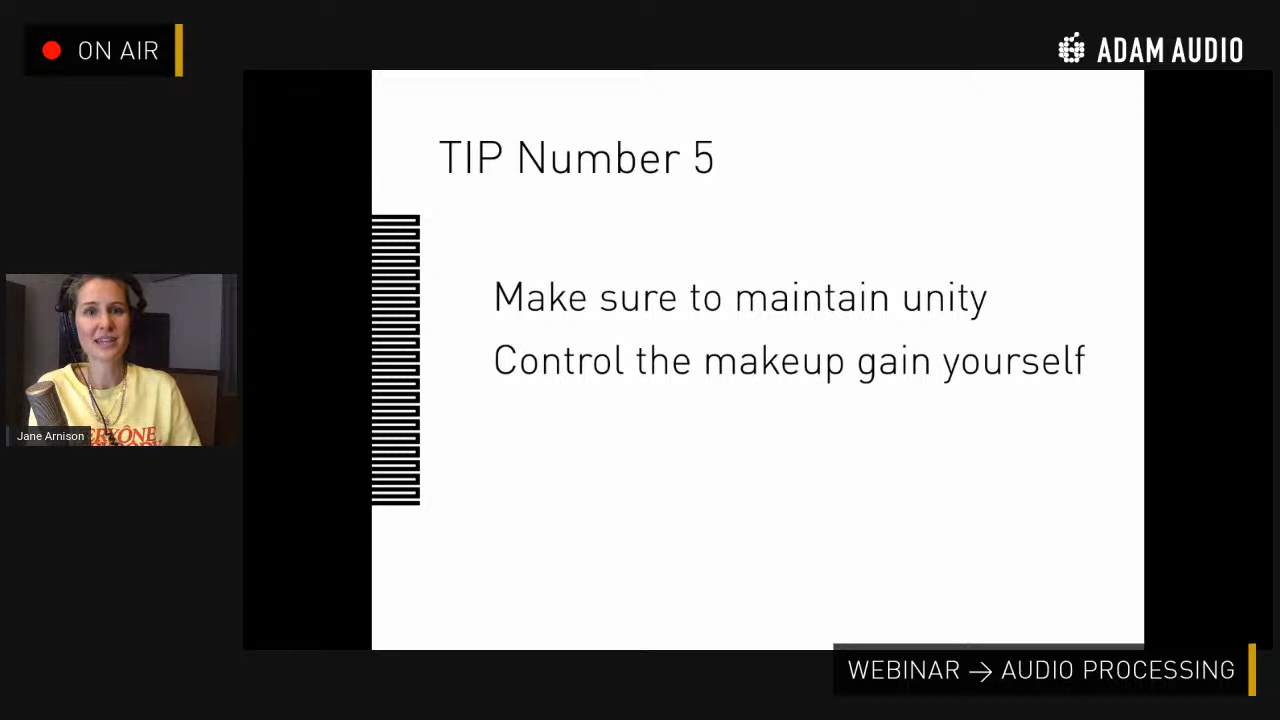 ON AIR
ADAM AUDIO
TIP Number 5
Make sure to maintain unity
Control the makeup gain yourself
Jane Arnison
WEBINAR → AUDIO PROCESSING